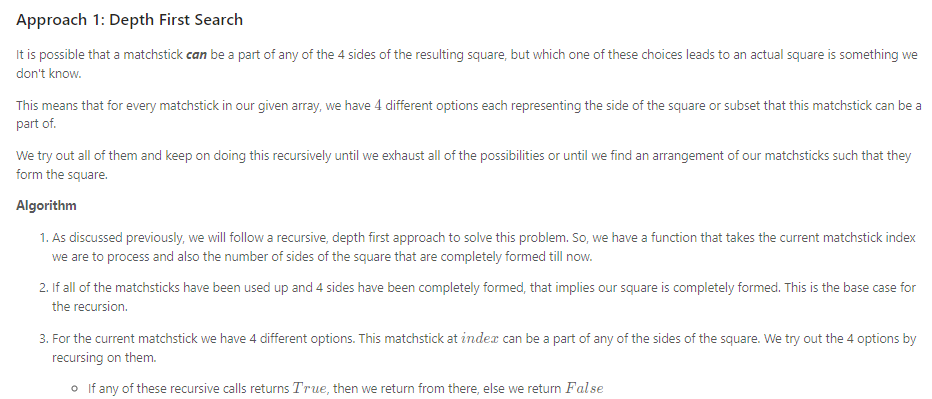 Approach 1: Depth First Search
It is possible that a matchstick can be a part of any of the 4 sides of the resulting square, but which one of these choices leads to an actual square is something we
don't know.
This means that for every matchstick in our given array, we have 4 different options each representing the side of the square or subset that this matchstick can be a
part of.
We try out all of them and keep on doing this recursively until we exhaust all of the possibilities or until we find an arrangement of our matchsticks such that they
form the square.
Algorithm
1. As discussed previously, we will follow a recursive, depth first approach to solve this problem. So, we have a function that takes the current matchstick index
we are to process and also the number of sides of the square that are completely formed till now.
2. If all of the matchsticks have been used up and 4 sides have been completely formed, that implies our square is completely formed. This is the base case for
the recursion.
3. For the current matchstick we have 4 different options. This matchstick at index can be a part of any of the sides of the square. We try out the 4 options by
recursing on them.
○ If any of these recursive calls returns True, then we return from there, else we return False